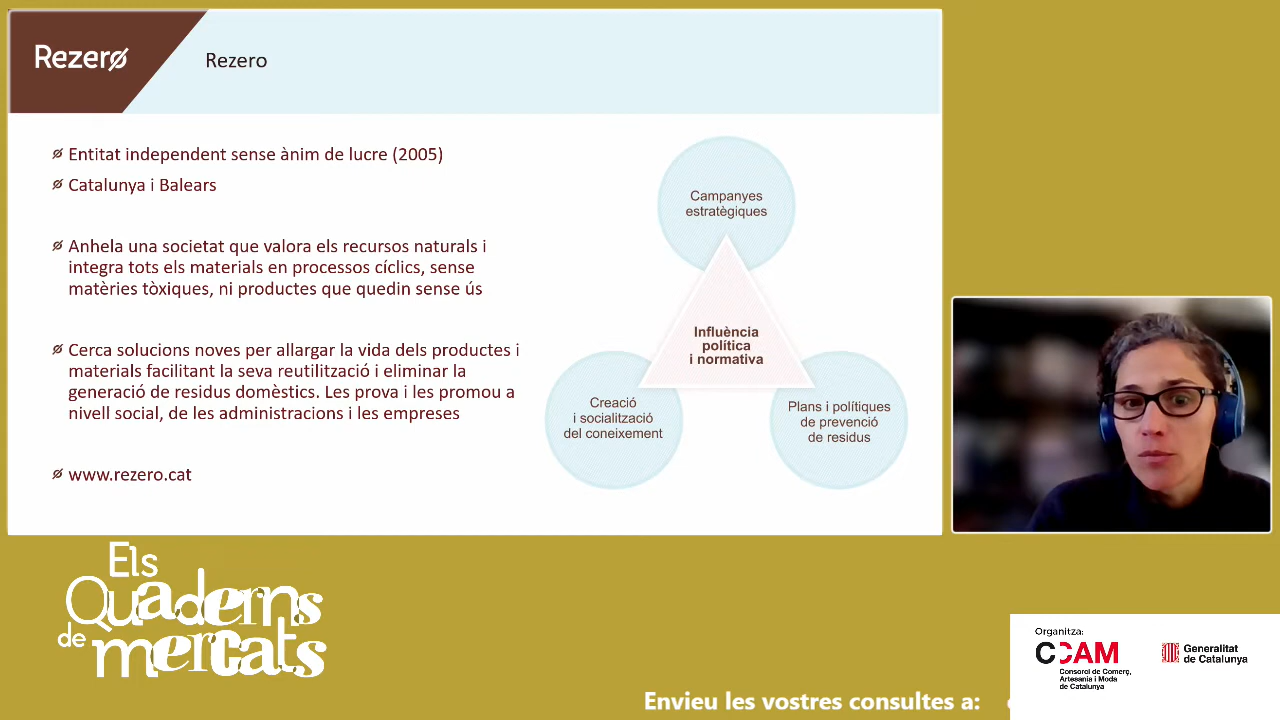 Rezero
Rezero
Entitat independent sense ànim de lucre (2005)
Catalunya i Balears
Anhela una societat que valora els recursos naturals i
integra tots els materials en processos cíclics, sense
matèries tòxiques, ni productes que quedin sense ús
Cerca solucions noves per allargar la vida dels productes i
materials facilitant la seva reutilització i eliminar la
generació de residus domèstics. Les prova i les promou a
nivell social, de les administracions i les empreses
www.rezero.cat
Campanyes
estratègiques
Influència
política
i normativa
Creació
i socialització
del coneixement
Plans i polítiques
de prevenció
de residus
Els
Quaderns
de mercats
Organitza:
CCAM
Consorci de Comerç,
Artesania i Moda
de Catalunya
Generalitat
de Catalunya
Envieu les vostres consultes a: